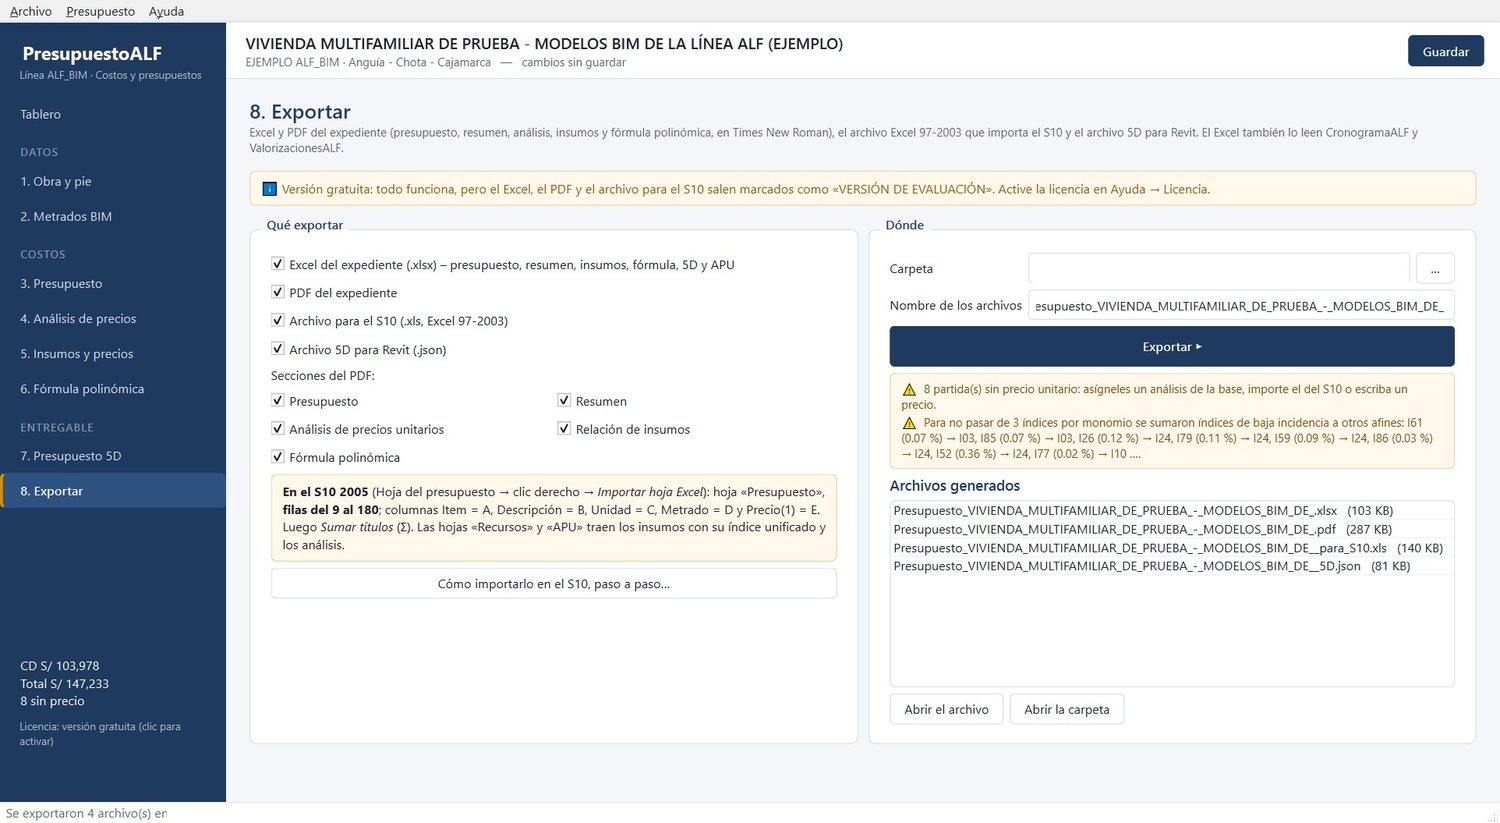 Archivo Presupuesto Ayuda
PresupuestoALF
Línea ALF_BIM · Costos y presupuestos
Tablero
DATOS
1. Obra y pie
2. Metrados BIM
COSTOS
3. Presupuesto
4. Análisis de precios
5. Insumos y precios
6. Fórmula polinómica
ENTREGABLE
7. Presupuesto 5D
8. Exportar
CD S/ 103,978
Total S/ 147,233
8 sin precio
Licencia: versión gratuita (clic para
activar)
VIVIENDA MULTIFAMILIAR DE PRUEBA - MODELOS BIM DE LA LÍNEA ALF (EJEMPLO)
EJEMPLO ALF_BIM · Anguía - Chota - Cajamarca — cambios sin guardar
Guardar
8. Exportar
Excel y PDF del expediente (presupuesto, resumen, análisis, insumos y fórmula polinómica, en Times New Roman), el archivo Excel 97-2003 que importa el S10 y el archivo 5D para Revit. El Excel también lo leen CronogramaALF y
ValorizacionesALF.
Versión gratuita: todo funciona, pero el Excel, el PDF y el archivo para el S10 salen marcados como «VERSIÓN DE EVALUACIÓN». Active la licencia en Ayuda → Licencia.
Qué exportar
Excel del expediente (.xlsx) – presupuesto, resumen, insumos, fórmula, 5D y APU
PDF del expediente
Archivo para el S10 (.xls, Excel 97-2003)
Archivo 5D para Revit (.json)
Secciones del PDF:
Presupuesto
Resumen
Análisis de precios unitarios
Relación de insumos
Fórmula polinómica
En el S10 2005 (Hoja del presupuesto → clic derecho → Importar hoja Excel): hoja «Presupuesto»,
filas del 9 al 180; columnas Item = A, Descripción = B, Unidad = C, Metrado = D y Precio(1) = E.
Luego Sumar títulos (Σ). Las hojas «Recursos» y «APU» traen los insumos con su índice unificado y
los análisis.
Cómo importarlo en el S10, paso a paso...
Dónde
Carpeta
...
Nombre de los archivos esupuesto_VIVIENDA_MULTIFAMILIAR_DE_PRUEBA_-_MODELOS_BIM_DE_
Exportar ▸
8 partida(s) sin precio unitario: asígneles un análisis de la base, importe el del S10 o escriba un
precio.
Para no pasar de 3 índices por monomio se sumaron índices de baja incidencia a otros afines: I61
(0.07 %) → I03, I85 (0.07 %) → I03, I26 (0.12 %) → I24, I79 (0.11 %) → I24, I59 (0.09 %) → I24, I86 (0.03 %)
→ I24, I52 (0.36 %) → I24, I77 (0.02 %) → I10 ....
Archivos generados
Presupuesto_VIVIENDA_MULTIFAMILIAR_DE_PRUEBA_-_MODELOS_BIM_DE_.xlsx (103 KB)
Presupuesto_VIVIENDA_MULTIFAMILIAR_DE_PRUEBA_-_MODELOS_BIM_DE_.pdf (287 KB)
Presupuesto_VIVIENDA_MULTIFAMILIAR_DE_PRUEBA_-_MODELOS_BIM_DE__para_S10.xls (140 KB)
Presupuesto_VIVIENDA_MULTIFAMILIAR_DE_PRUEBA_-_MODELOS_BIM_DE__5D.json (81 KB)
Abrir el archivo
Abrir la carpeta
Se exportaron 4 archivo(s) en